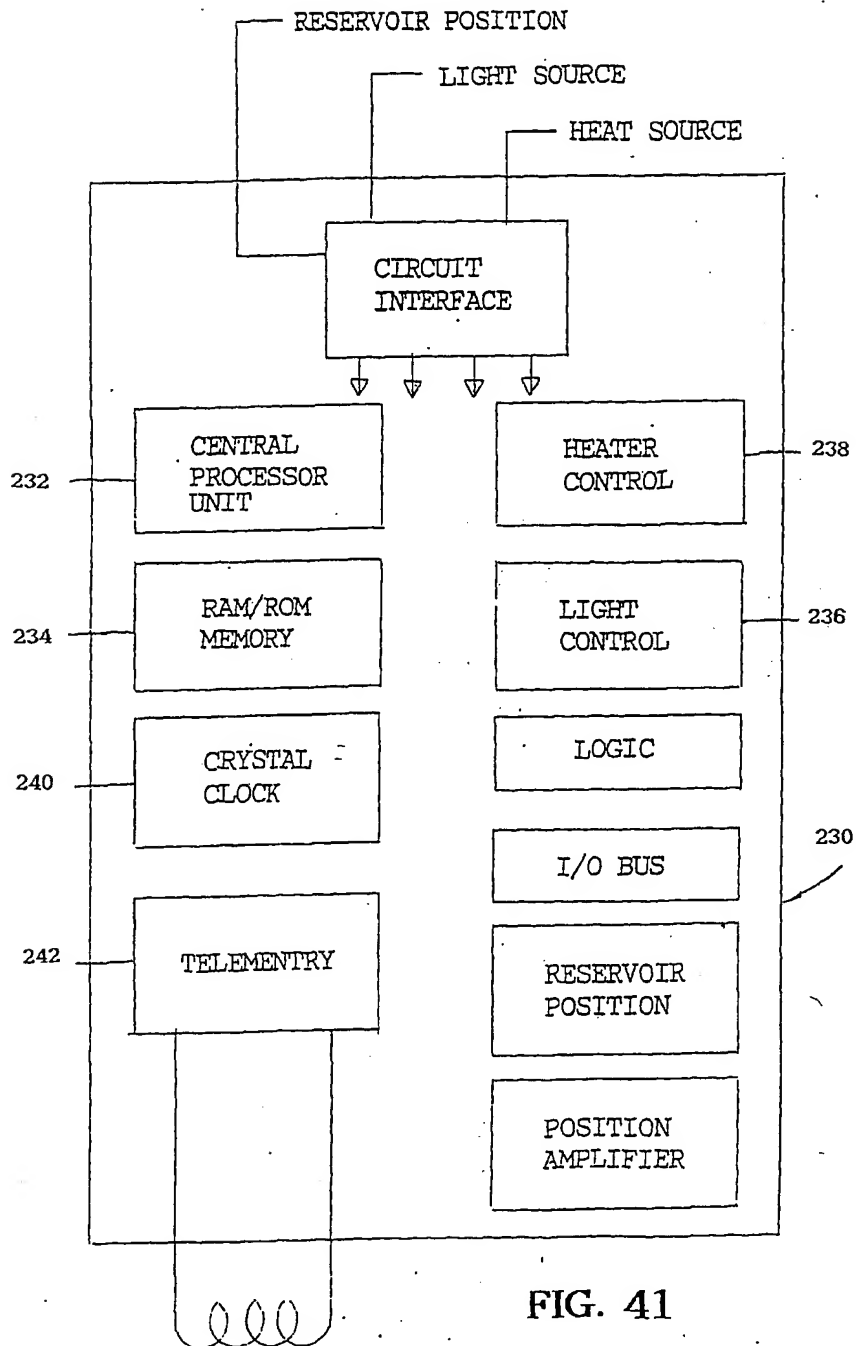 RESERVOIR POSITION
LIGHT SOURCE
HEAT SOURCE
CIRCUIT
INTERFACE
CENTRAL
PROCESSOR
UNIT
232
HEATER
CONTROL
238
RAM/ROM
MEMORY
234
LIGHT
CONTROL
236
CRYSTAL
CLOCK
240
LOGIC
I/O BUS
230
TELEMENTRY
242
RESERVOIR
POSITION
POSITION
AMPLIFIER
FIG. 41